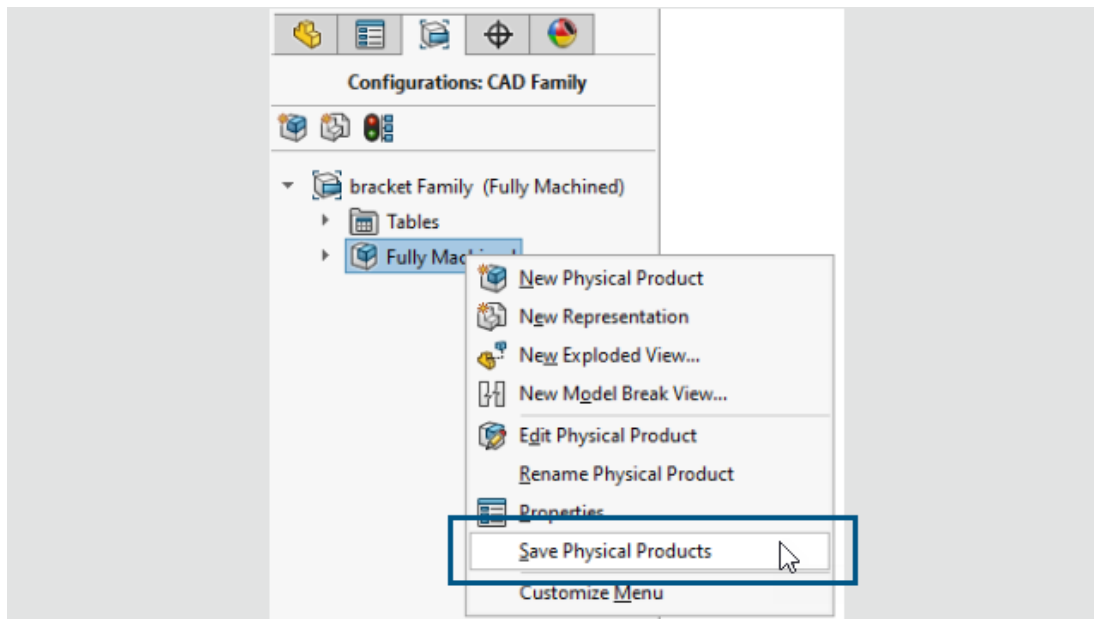 Configurations: CAD Family
bracket Family (Fully Machined)
Tables
Fully
New Physical Product
New Representation
New Exploded View...
New Model Break View...
Edit Physical Product
Rename Physical Product
Properties
Save Physical Products
Customize Menu